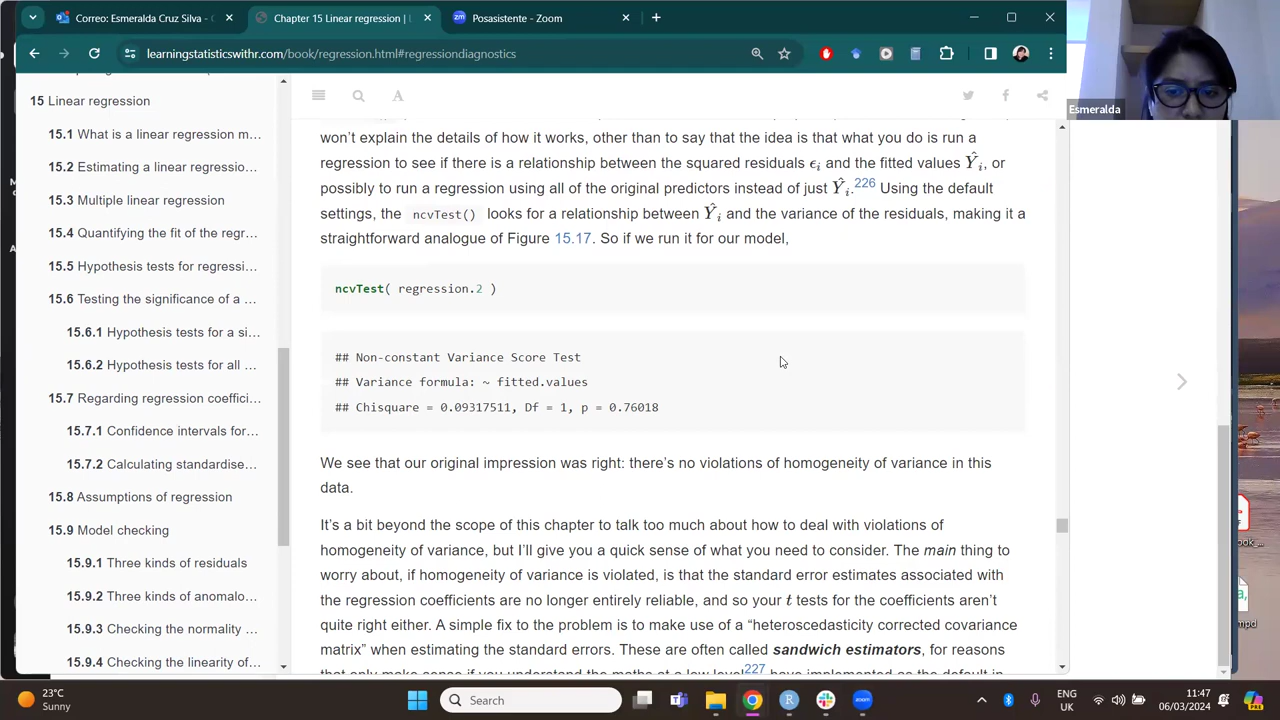 Correo: Esmeralda Cruz Silva - C
Chapter 15 Linear regression | L
Posasistente - Zoom
learningstatisticswithr.com/book/regression.html#regressiondiagnostics
Esmeralda
15 Linear regression
15.1 What is a linear regression m…
15.2 Estimating a linear regressio…
15.3 Multiple linear regression
15.4 Quantifying the fit of the regr…
15.5 Hypothesis tests for regressi…
15.6 Testing the significance of a …
15.6.1 Hypothesis tests for a si…
15.6.2 Hypothesis tests for all …
15.7 Regarding regression coeffici…
15.7.1 Confidence intervals for…
15.7.2 Calculating standardise…
15.8 Assumptions of regression
15.9 Model checking
15.9.1 Three kinds of residuals
15.9.2 Three kinds of anomalo…
15.9.3 Checking the normality …
15.9.4 Checking the linearity of…
won't explain the details of how it works, other than to say that the idea is that what you do is run a
regression to see if there is a relationship between the squared residuals ϵi and the fitted values Ŷi, or
possibly to run a regression using all of the original predictors instead of just Ŷi.226 Using the default
settings, the ncvTest() looks for a relationship between Ŷi and the variance of the residuals, making it a
straightforward analogue of Figure 15.17. So if we run it for our model,
ncvTest( regression.2 )
## Non-constant Variance Score Test
## Variance formula: ~ fitted.values
## Chisquare = 0.09317511, Df = 1, p = 0.76018
We see that our original impression was right: there's no violations of homogeneity of variance in this
data.
It's a bit beyond the scope of this chapter to talk too much about how to deal with violations of
homogeneity of variance, but I'll give you a quick sense of what you need to consider. The main thing to
worry about, if homogeneity of variance is violated, is that the standard error estimates associated with
the regression coefficients are no longer entirely reliable, and so your t tests for the coefficients aren't
quite right either. A simple fix to the problem is to make use of a "heteroscedasticity corrected covariance
matrix" when estimating the standard errors. These are often called sandwich estimators, for reasons
227
mpd
23°C
Sunny
Search
ENG
UK
11:47
06/03/2024